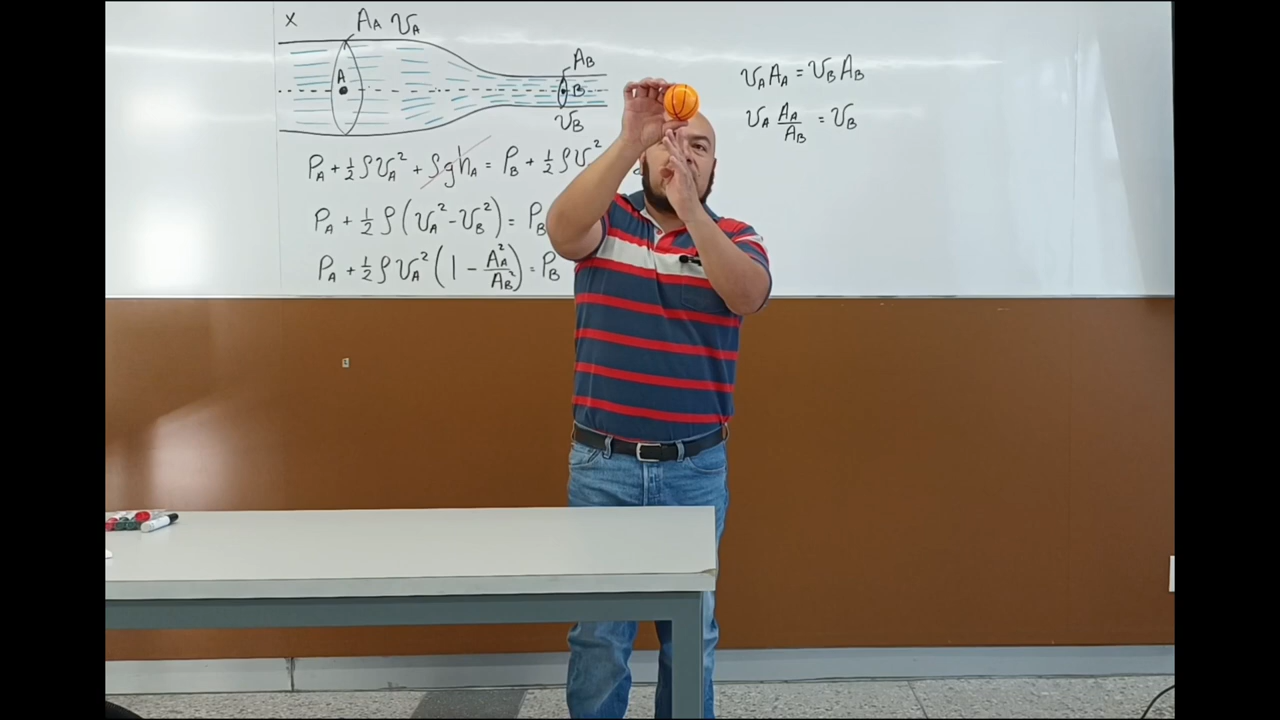 x
A_A v_A
A
A_B
B
v_B
P_A + ½ρv_A² + ρgh_A = P_B + ½ρv²
P_A + ½ρ(v_A² - v_B²) = P_B
P_A + ½ρv_A²(1 - A_A²/A_B²) = P_B
v_A A_A = v_B A_B
v_A A_A/A_B = v_B